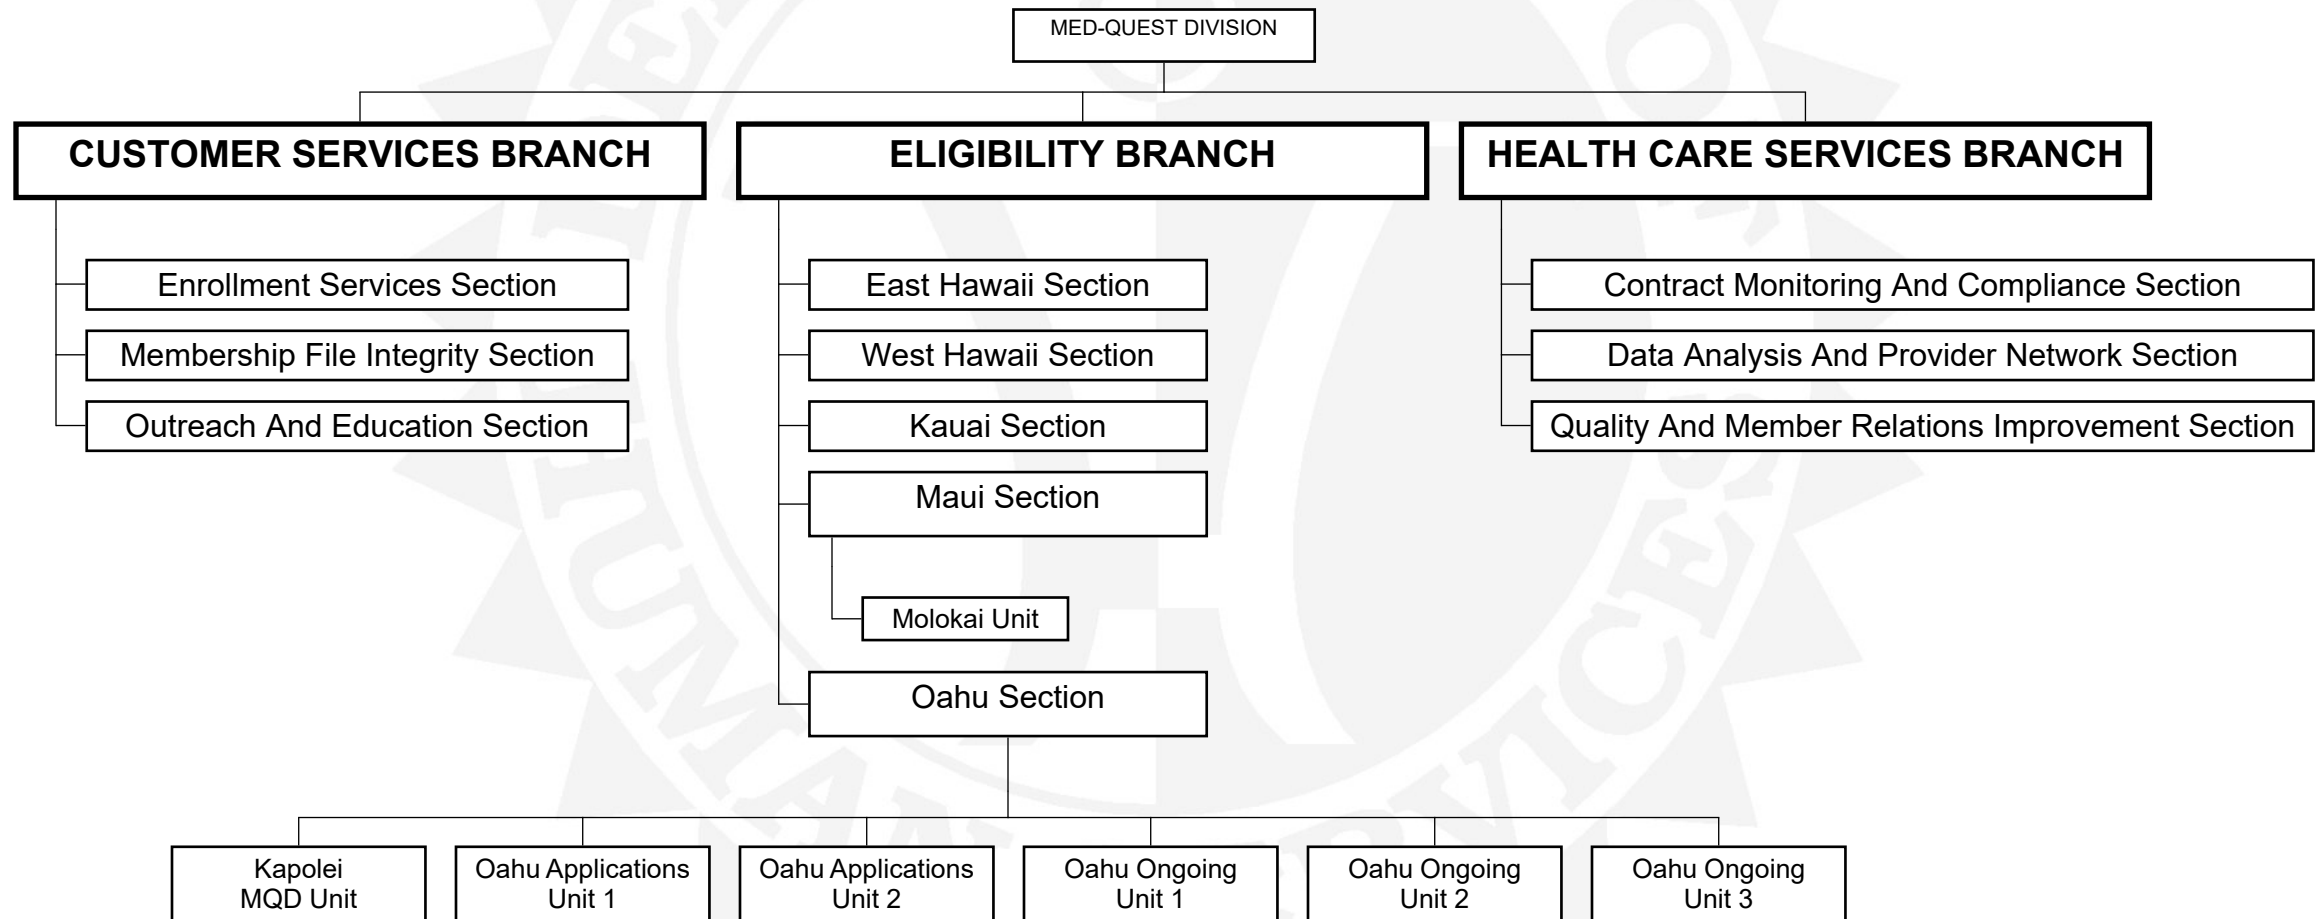 MED-QUEST DIVISION
CUSTOMER SERVICES BRANCH
ELIGIBILITY BRANCH
HEALTH CARE SERVICES BRANCH
Enrollment Services Section
Membership File Integrity Section
Outreach And Education Section
East Hawaii Section
West Hawaii Section
Kauai Section
Maui Section
Molokai Unit
Oahu Section
Contract Monitoring And Compliance Section
Data Analysis And Provider Network Section
Quality And Member Relations Improvement Section
Kapolei
MQD Unit
Oahu Applications
Unit 1
Oahu Applications
Unit 2
Oahu Ongoing
Unit 1
Oahu Ongoing
Unit 2
Oahu Ongoing
Unit 3